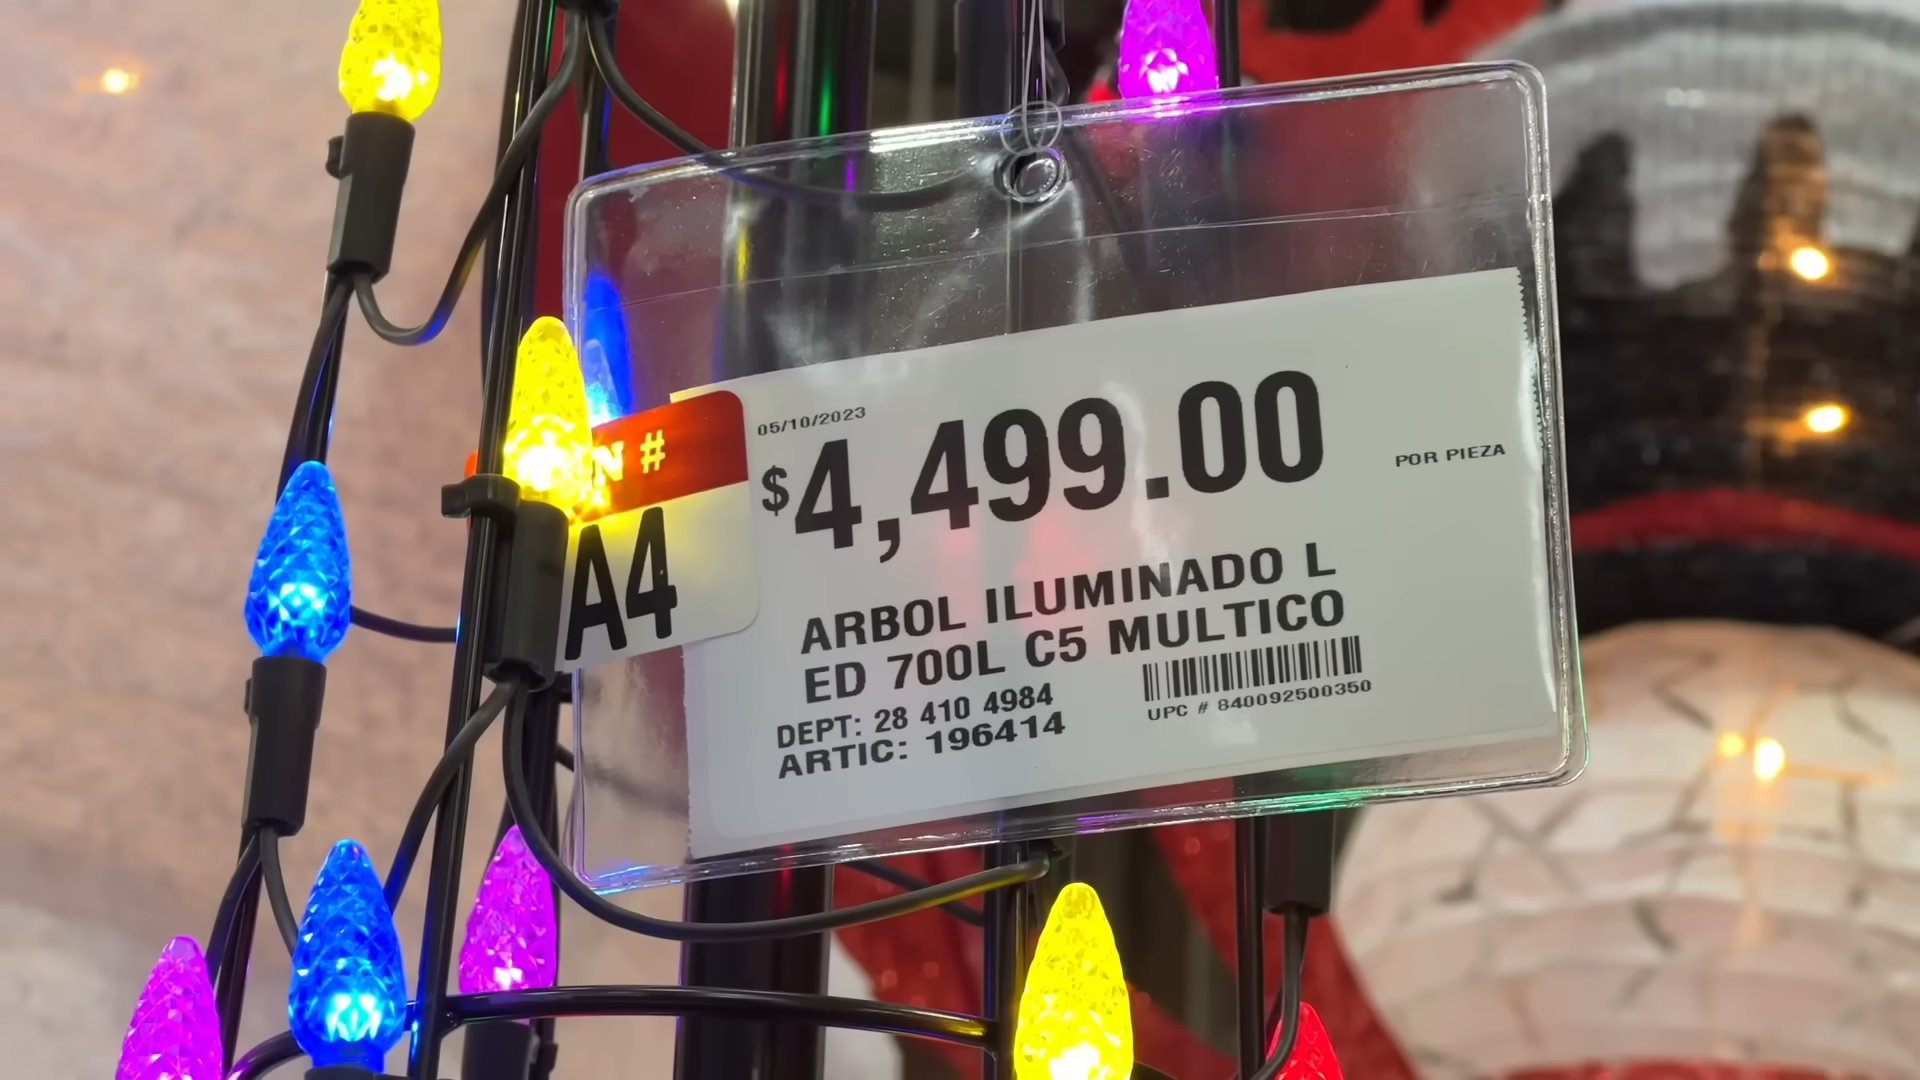 N #
A4
05/10/2023
$4,499.00
POR PIEZA
ARBOL ILUMINADO L
ED 700L C5 MULTICO
DEPT: 28 410 4984
ARTIC: 196414
UPC # 840092500350